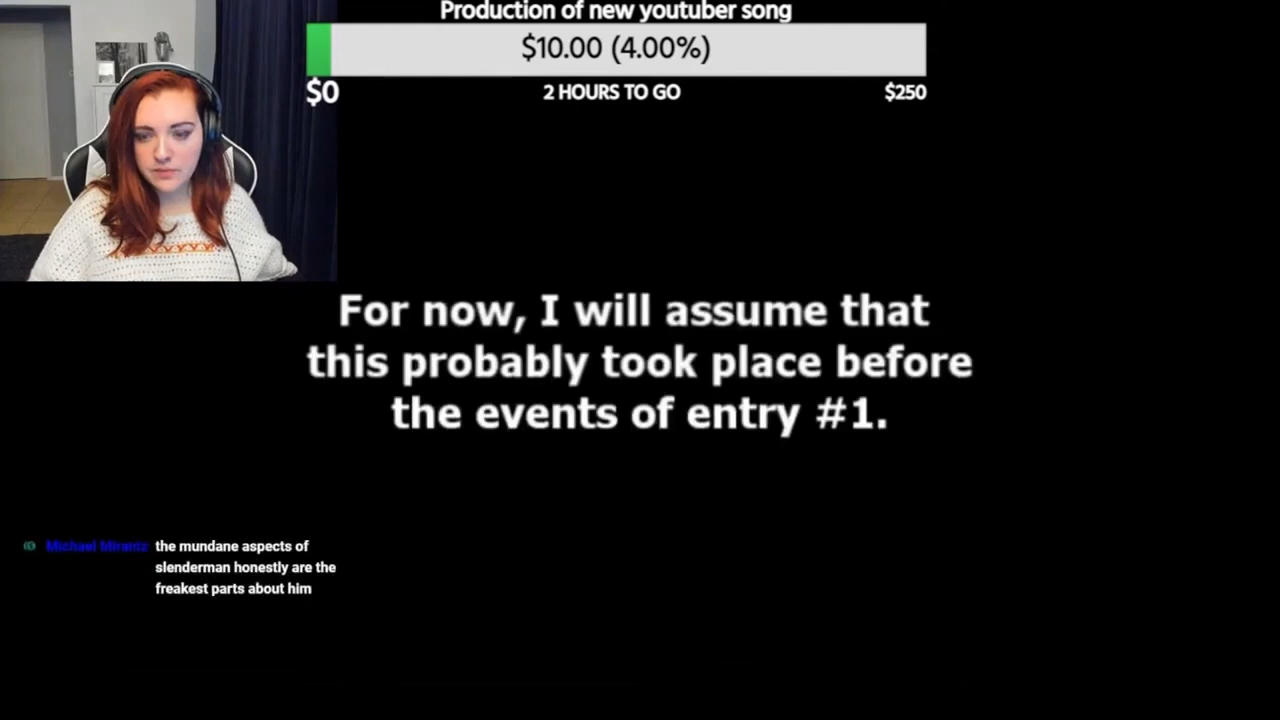 Production of new youtuber song
$10.00 (4.00%)
$0 2 HOURS TO GO $250
For now, I will assume that
this probably took place before
the events of entry #1.
Michael Mirantz the mundane aspects of
slenderman honestly are the
freakest parts about him